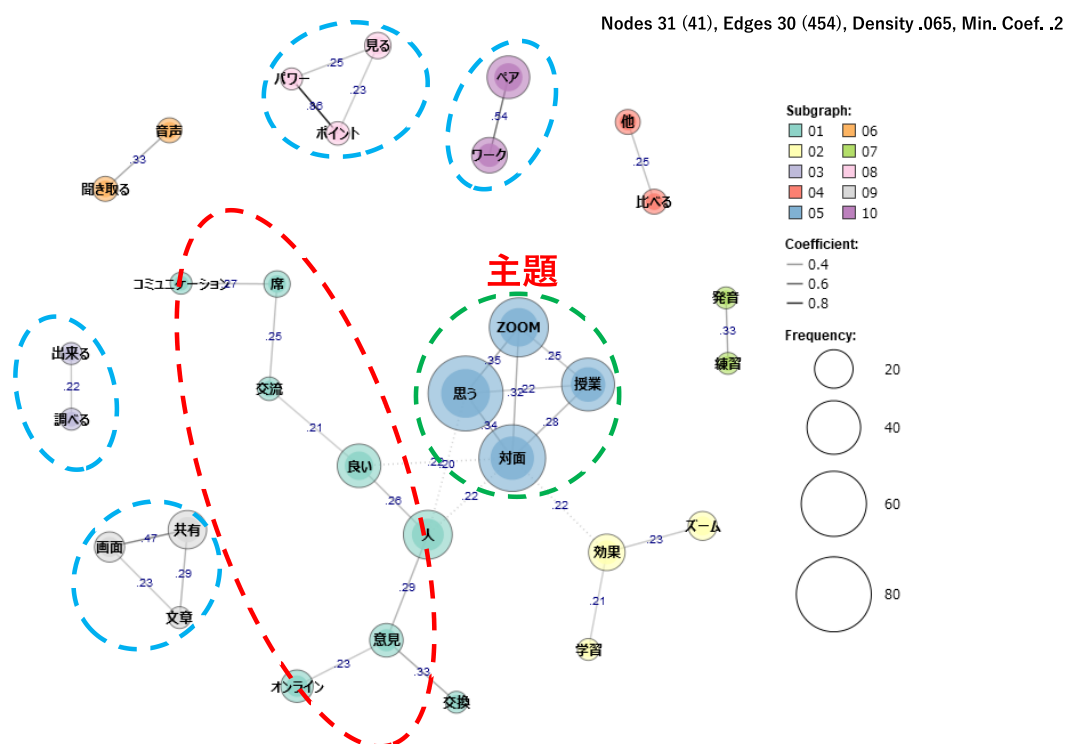 Nodes 31 (41), Edges 30 (454), Density .065, Min. Coef. .2
見る
.25
パワー
.23
.86
ポイント
ペア
.54
ワーク
音声
.33
聞き取る
他
.25
比べる
Subgraph:
01
06
02
07
03
08
04
09
05
10
Coefficient:
0.4
0.6
0.8
Frequency:
20
40
60
80
主題
コミュニケーション
.27
席
.25
交流
.21
良い
.26
人
.29
意見
.23
オンライン
.33
交換
ZOOM
.35
.25
思う
.32
.22
授業
.34
.28
対面
.20
.22
.22
発音
.33
練習
出来る
.22
調べる
共有
.47
画面
.29
.23
文章
ズーム
.23
効果
.21
学習